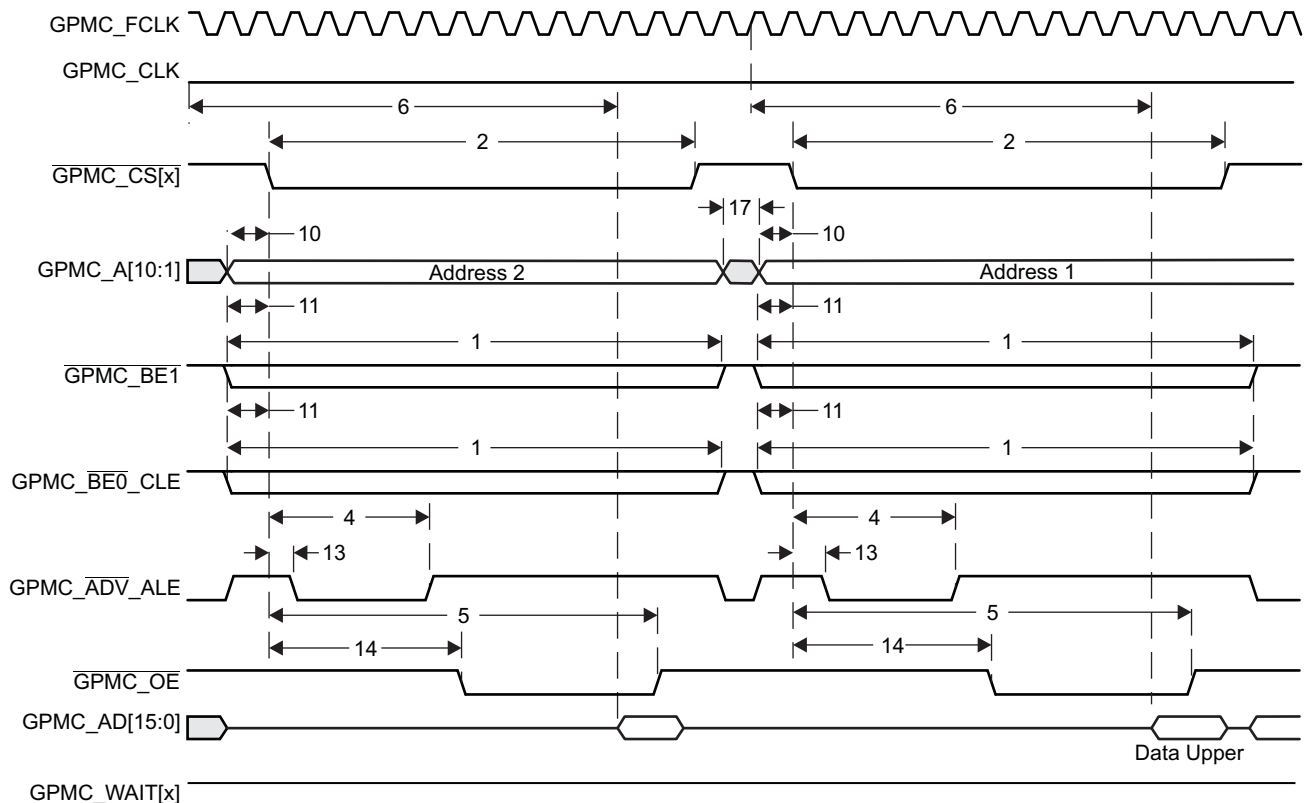 GPMC_FCLK
GPMC_CLK
6 6
2 2
GPMC_CS[x]
17
10 10
GPMC_A[10:1] Address 2 Address 1
11 11
1 1
GPMC_BE1
11 11
1 1
GPMC_BE0_CLE
4 4
13 13
GPMC_ADV_ALE
5 5
14 14
GPMC_OE
GPMC_AD[15:0]
Data Upper
GPMC_WAIT[x]